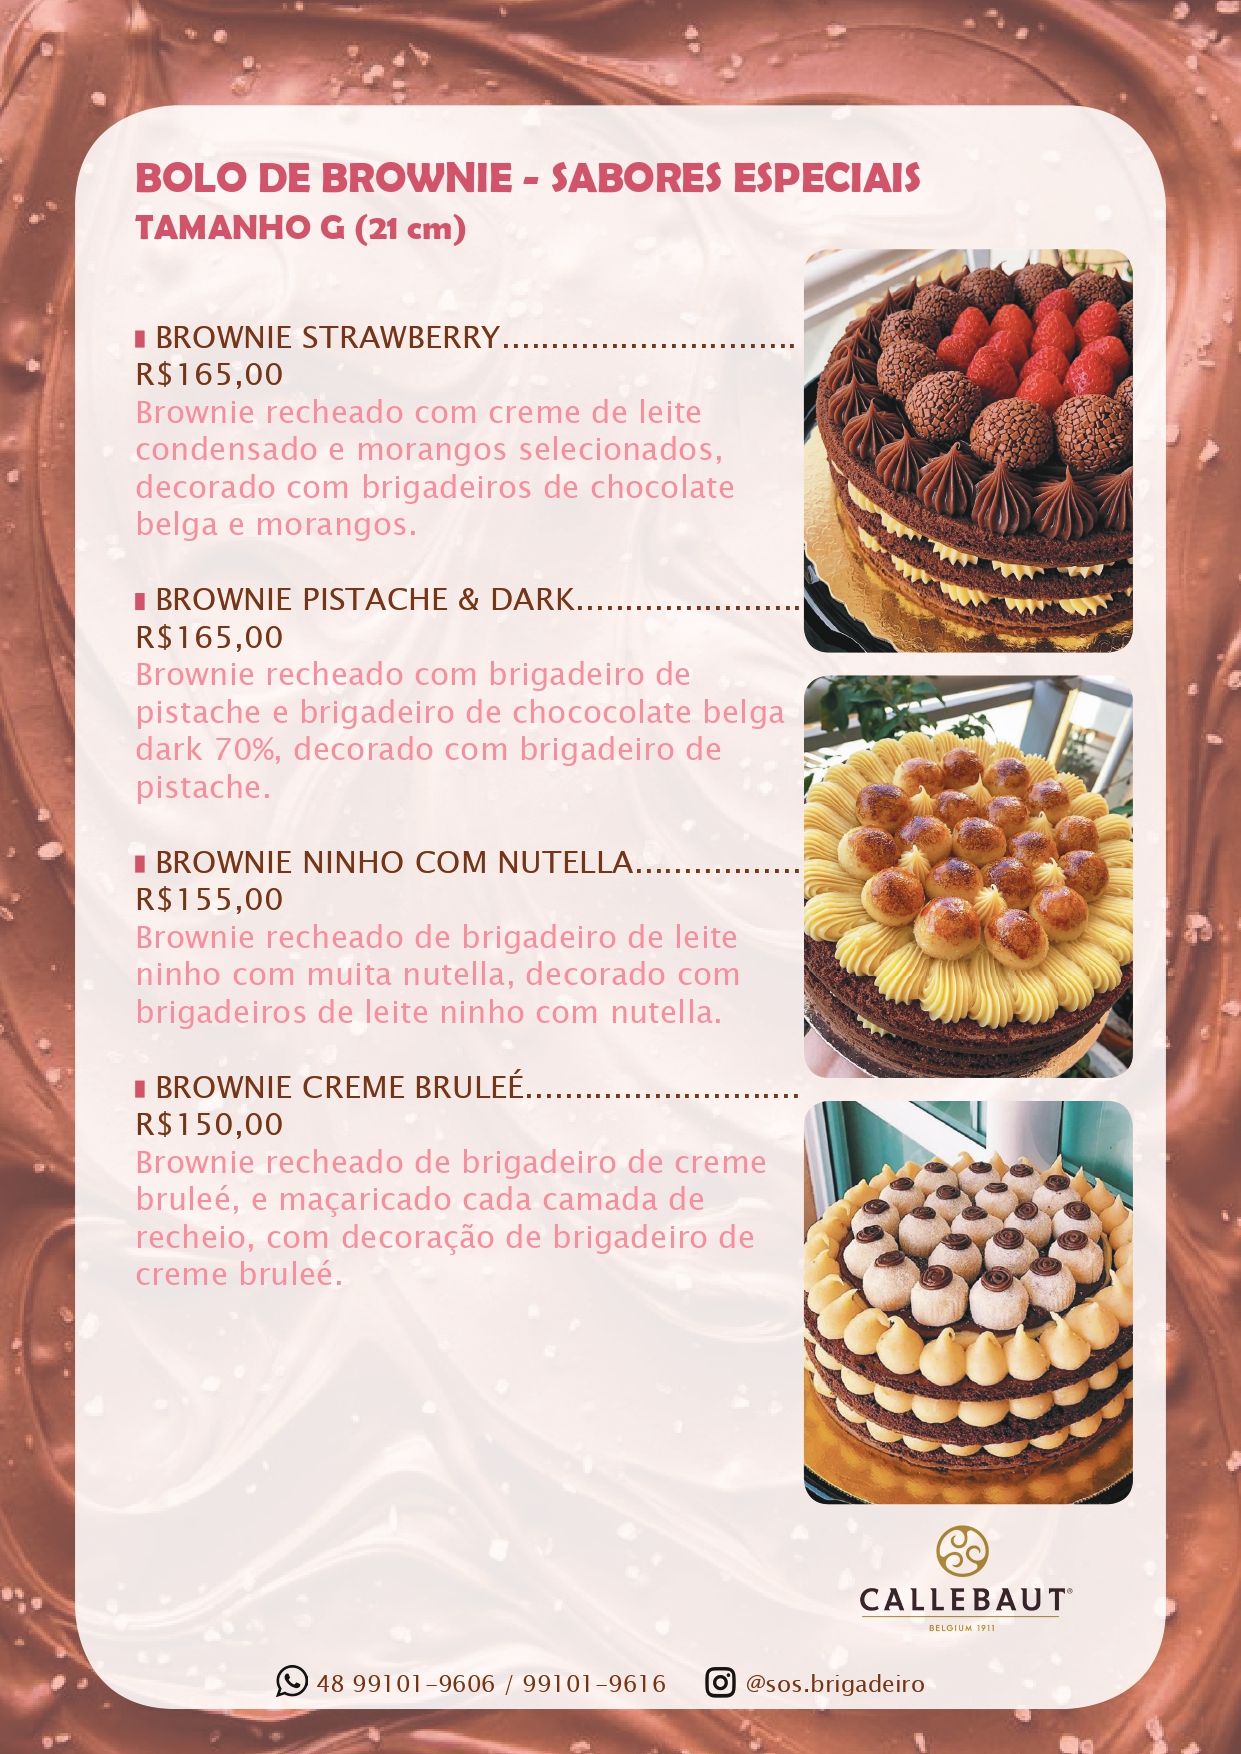 BOLO DE BROWNIE - SABORES ESPECIAIS
TAMANHO G (21 cm)
BROWNIE STRAWBERRY..............................
R$165,00
Brownie recheado com creme de leite
condensado e morangos selecionados,
decorado com brigadeiros de chocolate
belga e morangos.
BROWNIE PISTACHE & DARK.......................
R$165,00
Brownie recheado com brigadeiro de
pistache e brigadeiro de chococolate belga
dark 70%, decorado com brigadeiro de
pistache.
BROWNIE NINHO COM NUTELLA.................
R$155,00
Brownie recheado de brigadeiro de leite
ninho com muita nutella, decorado com
brigadeiros de leite ninho com nutella.
BROWNIE CREME BRULEÉ............................
R$150,00
Brownie recheado de brigadeiro de creme
bruleé, e maçaricado cada camada de
recheio, com decoração de brigadeiro de
creme bruleé.
CALLEBAUT®
BELGIUM 1911
48 99101-9606 / 99101-9616 @sos.brigadeiro